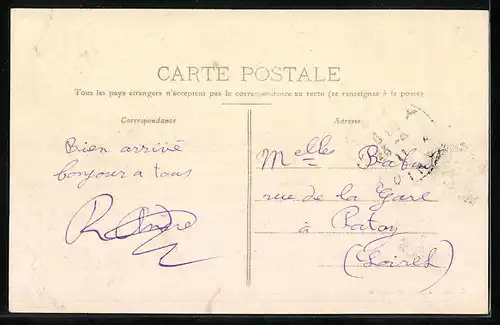 CARTE POSTALE
Tous les pays étrangers n'acceptent pas la correspondance au recto (se renseigner à la poste)
Correspondance
Adresse
Bien arrivé
bonjour a tous
Melles
rue de la Gare
à Patay
(Loiret)